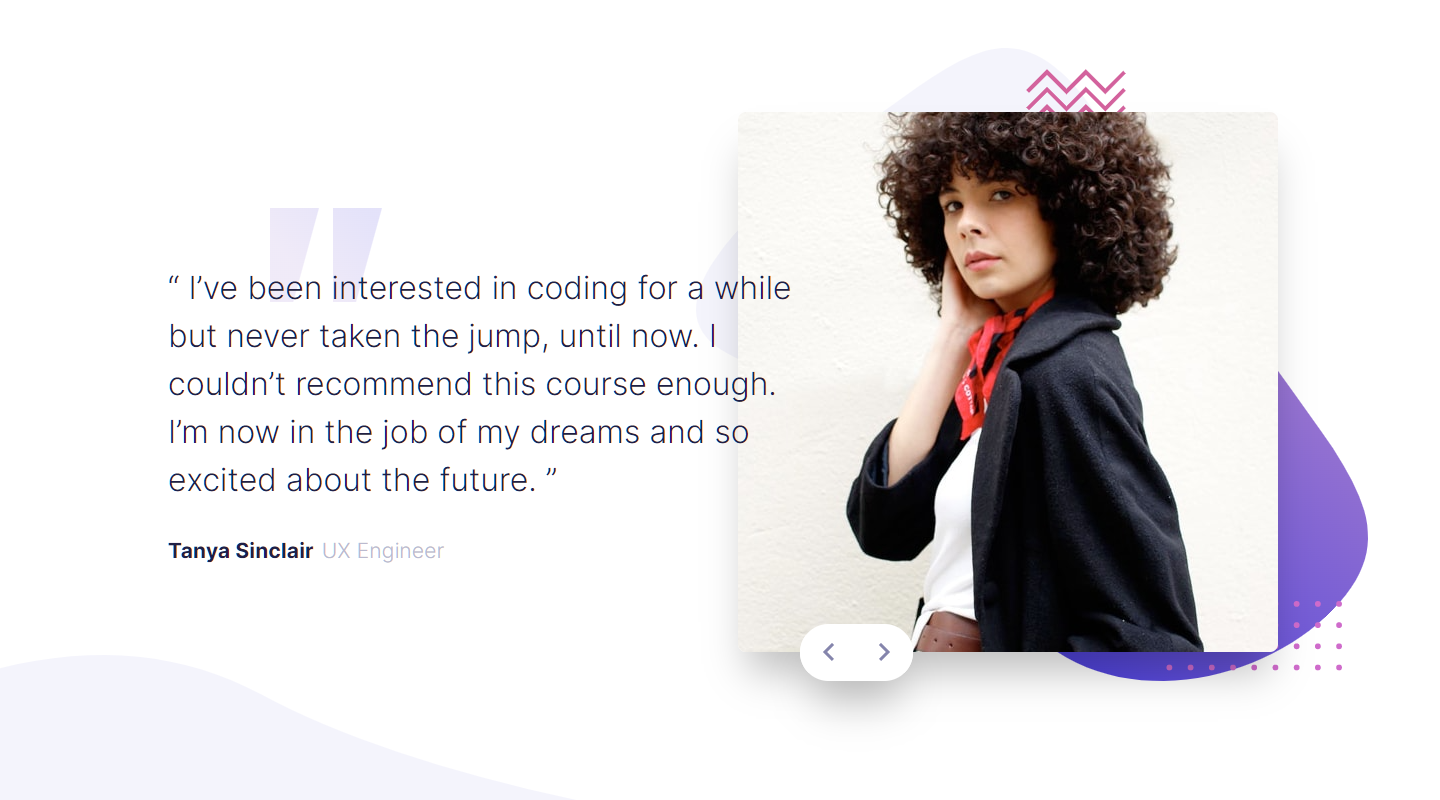 “ I’ve been interested in coding for a while
but never taken the jump, until now. I
couldn’t recommend this course enough.
I’m now in the job of my dreams and so
excited about the future. ”
Tanya Sinclair UX Engineer